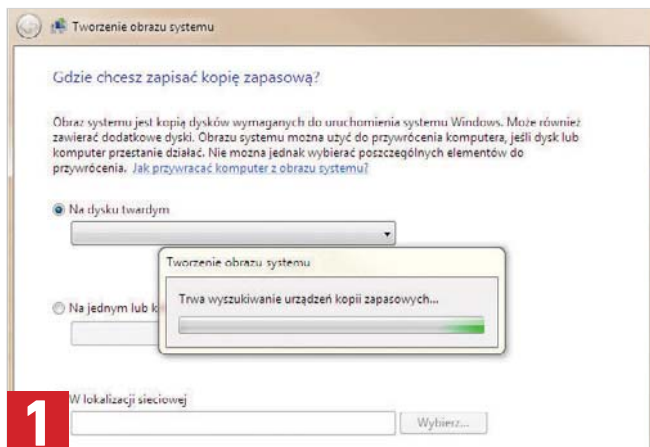 Tworzenie obrazu systemu
Gdzie chcesz zapisać kopię zapasową?
Obraz systemu jest kopią dysków wymaganych do uruchomienia systemu Windows. Może również
zawierać dodatkowe dyski. Obrazu systemu można użyć do przywrócenia komputera, jeśli dysk lub
komputer przestanie działać. Nie można jednak wybierać poszczególnych elementów do
przywrócenia. Jak przywracać komputer z obrazu systemu?
Na dysku twardym
Tworzenie obrazu systemu
Trwa wyszukiwanie urządzeń kopii zapasowych...
Na jednym lub k
W lokalizacji sieciowej
Wybierz...
1